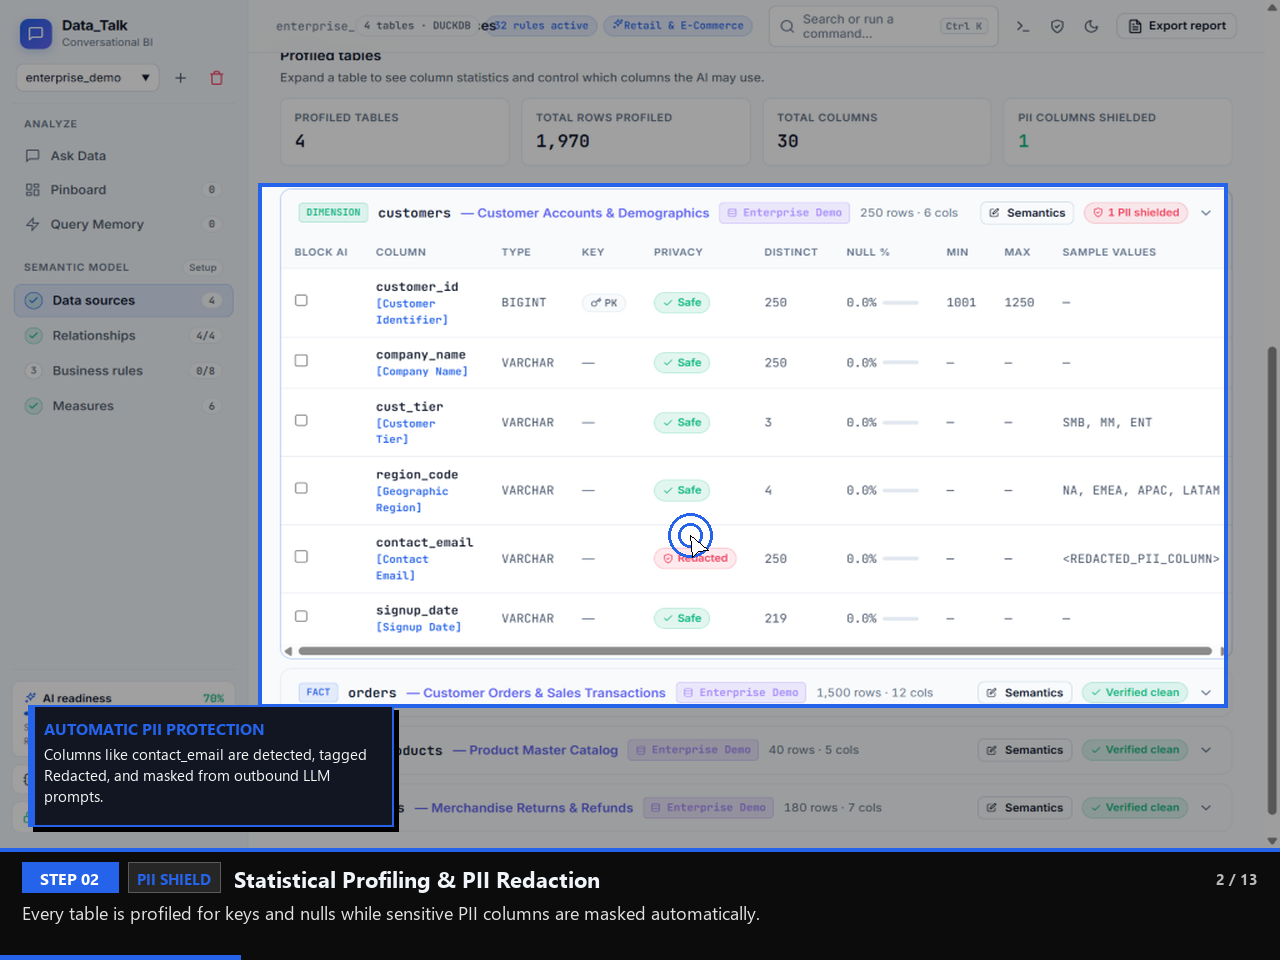 Data_Talk
Conversational BI
enterprise_demo
ANALYZE
Ask Data
Pinboard 0
Query Memory 0
SEMANTIC MODEL Setup
Data sources 4
Relationships 4/4
3 Business rules 0/8
Measures 6
AI readiness 70%
enterprise_ 4 tables · DUCKDB es 32 rules active Retail & E-Commerce
Search or run a command... Ctrl K
Export report
Profiled tables
Expand a table to see column statistics and control which columns the AI may use.
PROFILED TABLES TOTAL ROWS PROFILED TOTAL COLUMNS PII COLUMNS SHIELDED
4 1,970 30 1
DIMENSION customers — Customer Accounts & Demographics Enterprise Demo 250 rows · 6 cols Semantics 1 PII shielded
BLOCK AI COLUMN TYPE KEY PRIVACY DISTINCT NULL % MIN MAX SAMPLE VALUES
customer_id
[Customer Identifier] BIGINT PK Safe 250 0.0% 1001 1250 —
company_name
[Company Name] VARCHAR — Safe 250 0.0% — — —
cust_tier
[Customer Tier] VARCHAR — Safe 3 0.0% — — SMB, MM, ENT
region_code
[Geographic Region] VARCHAR — Safe 4 0.0% — — NA, EMEA, APAC, LATAM
contact_email
[Contact Email] VARCHAR — Redacted 250 0.0% — — <REDACTED_PII_COLUMN>
signup_date
[Signup Date] VARCHAR — Safe 219 0.0% — — —
FACT orders — Customer Orders & Sales Transactions Enterprise Demo 1,500 rows · 12 cols Semantics Verified clean
oducts — Product Master Catalog Enterprise Demo 40 rows · 5 cols Semantics Verified clean
s — Merchandise Returns & Refunds Enterprise Demo 180 rows · 7 cols Semantics Verified clean
AUTOMATIC PII PROTECTION
Columns like contact_email are detected, tagged
Redacted, and masked from outbound LLM
prompts.
STEP 02 PII SHIELD Statistical Profiling & PII Redaction 2 / 13
Every table is profiled for keys and nulls while sensitive PII columns are masked automatically.